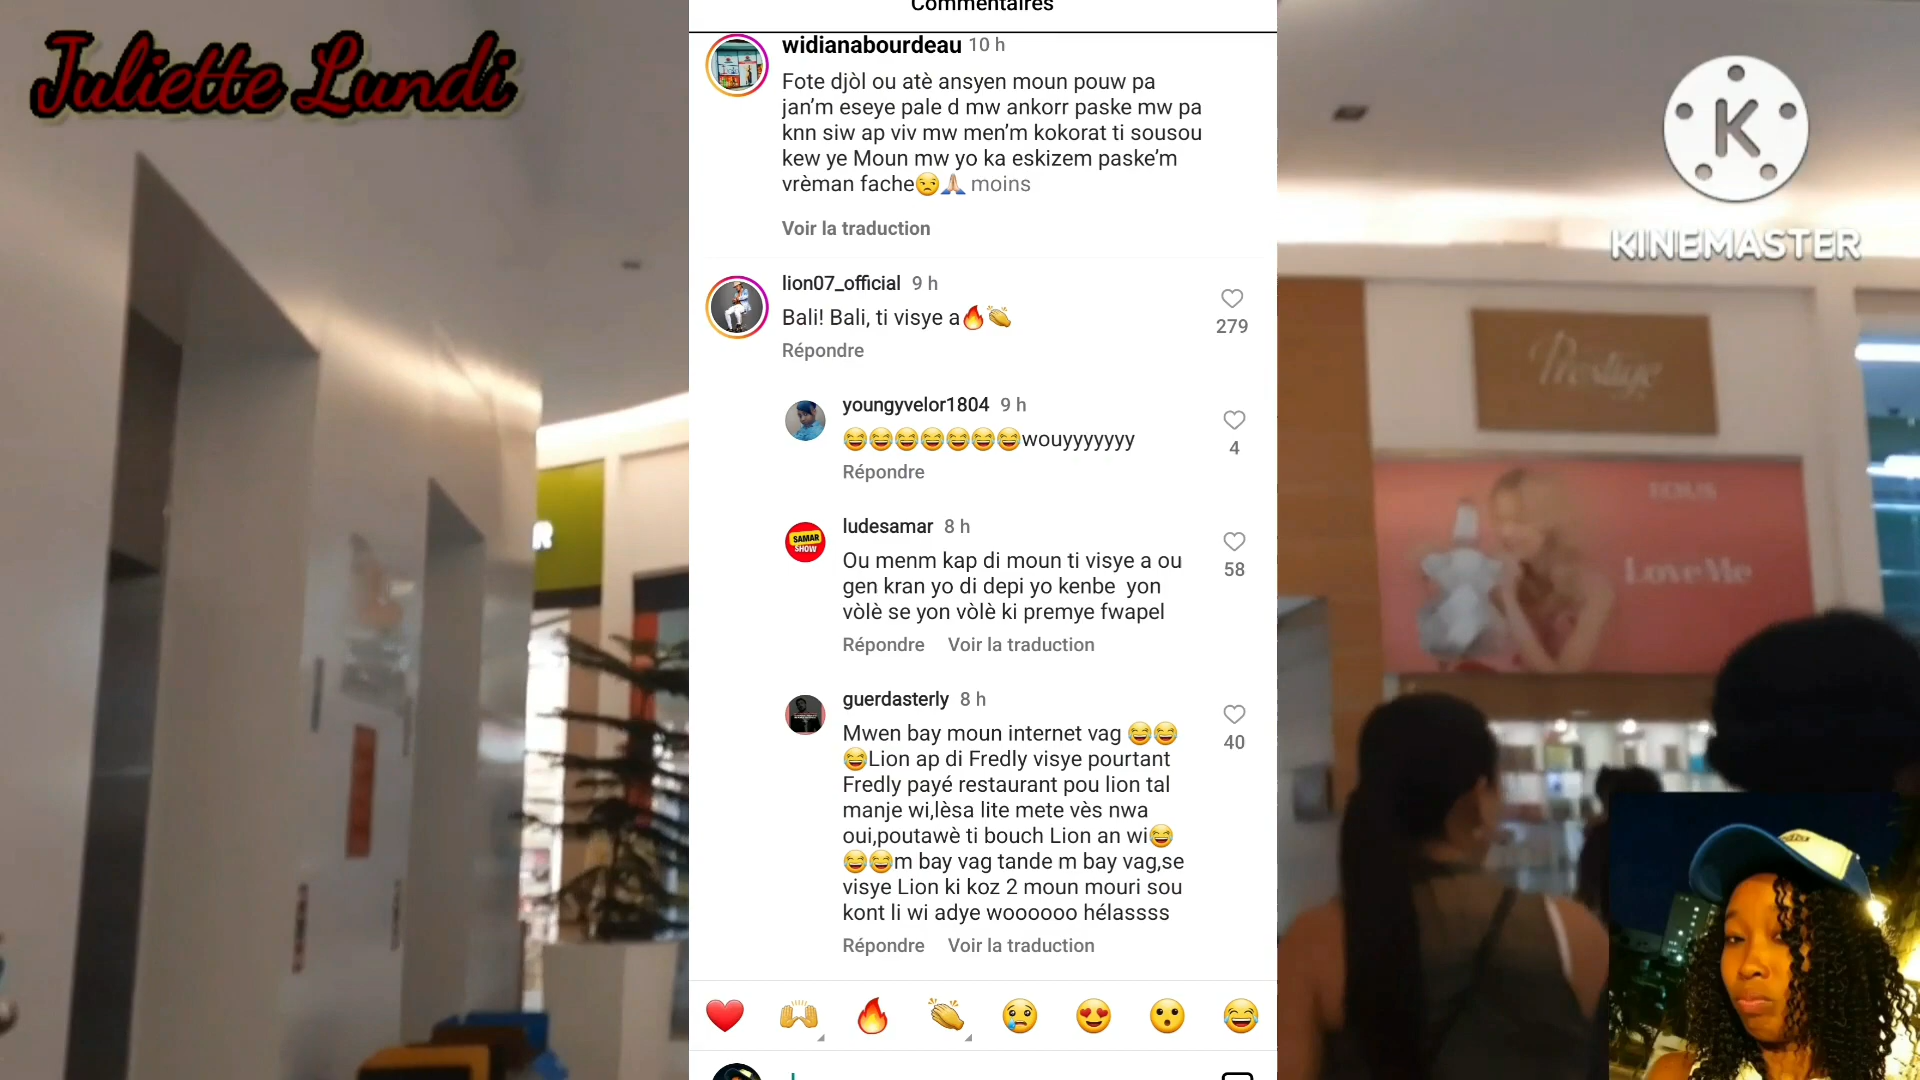 Juliette Lundi
Commentaires
widianabourdeau 10 h
Fote djòl ou atè ansyen moun pouw pa
jan’m eseye pale d mw ankorr paske mw pa
knn siw ap viv mw men’m kokorat ti sousou
kew ye Moun mw yo ka eskizem paske’m
vrèman fache😒🙏🏼 moins
Voir la traduction
lion07_official 9 h
Bali! Bali, ti visye a🔥👏
279
Répondre
youngyvelor1804 9 h
😂😂😂😂😂😂😂wouyyyyyyy
4
Répondre
ludesamar 8 h
SAMAR
SHOW
Ou menm kap di moun ti visye a ou
gen kran yo di depi yo kenbe yon
vòlè se yon vòlè ki premye fwapel
58
Répondre Voir la traduction
guerdasterly 8 h
Mwen bay moun internet vag 😂😂
😂Lion ap di Fredly visye pourtant
Fredly payé restaurant pou lion tal
manje wi,lèsa lite mete vès nwa
oui,poutawè ti bouch Lion an wi😂
😂😂m bay vag tande m bay vag,se
visye Lion ki koz 2 moun mouri sou
kont li wi adye woooooo hélassss
40
Répondre Voir la traduction
K
KINEMASTER
Prestige
LoveMe